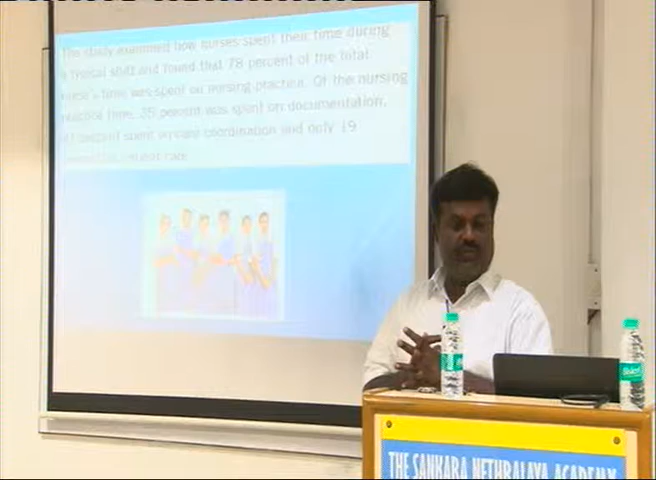 The study examined how nurses spent their time during
a typical shift and found that 78 percent of the total
nurse's time was spent on nursing practice. Of the nursing
practice time, 35 percent was spent on documentation,
percent spent on care coordination and only 19
care
THE SANKARA NETHRALAYA ACADEMY